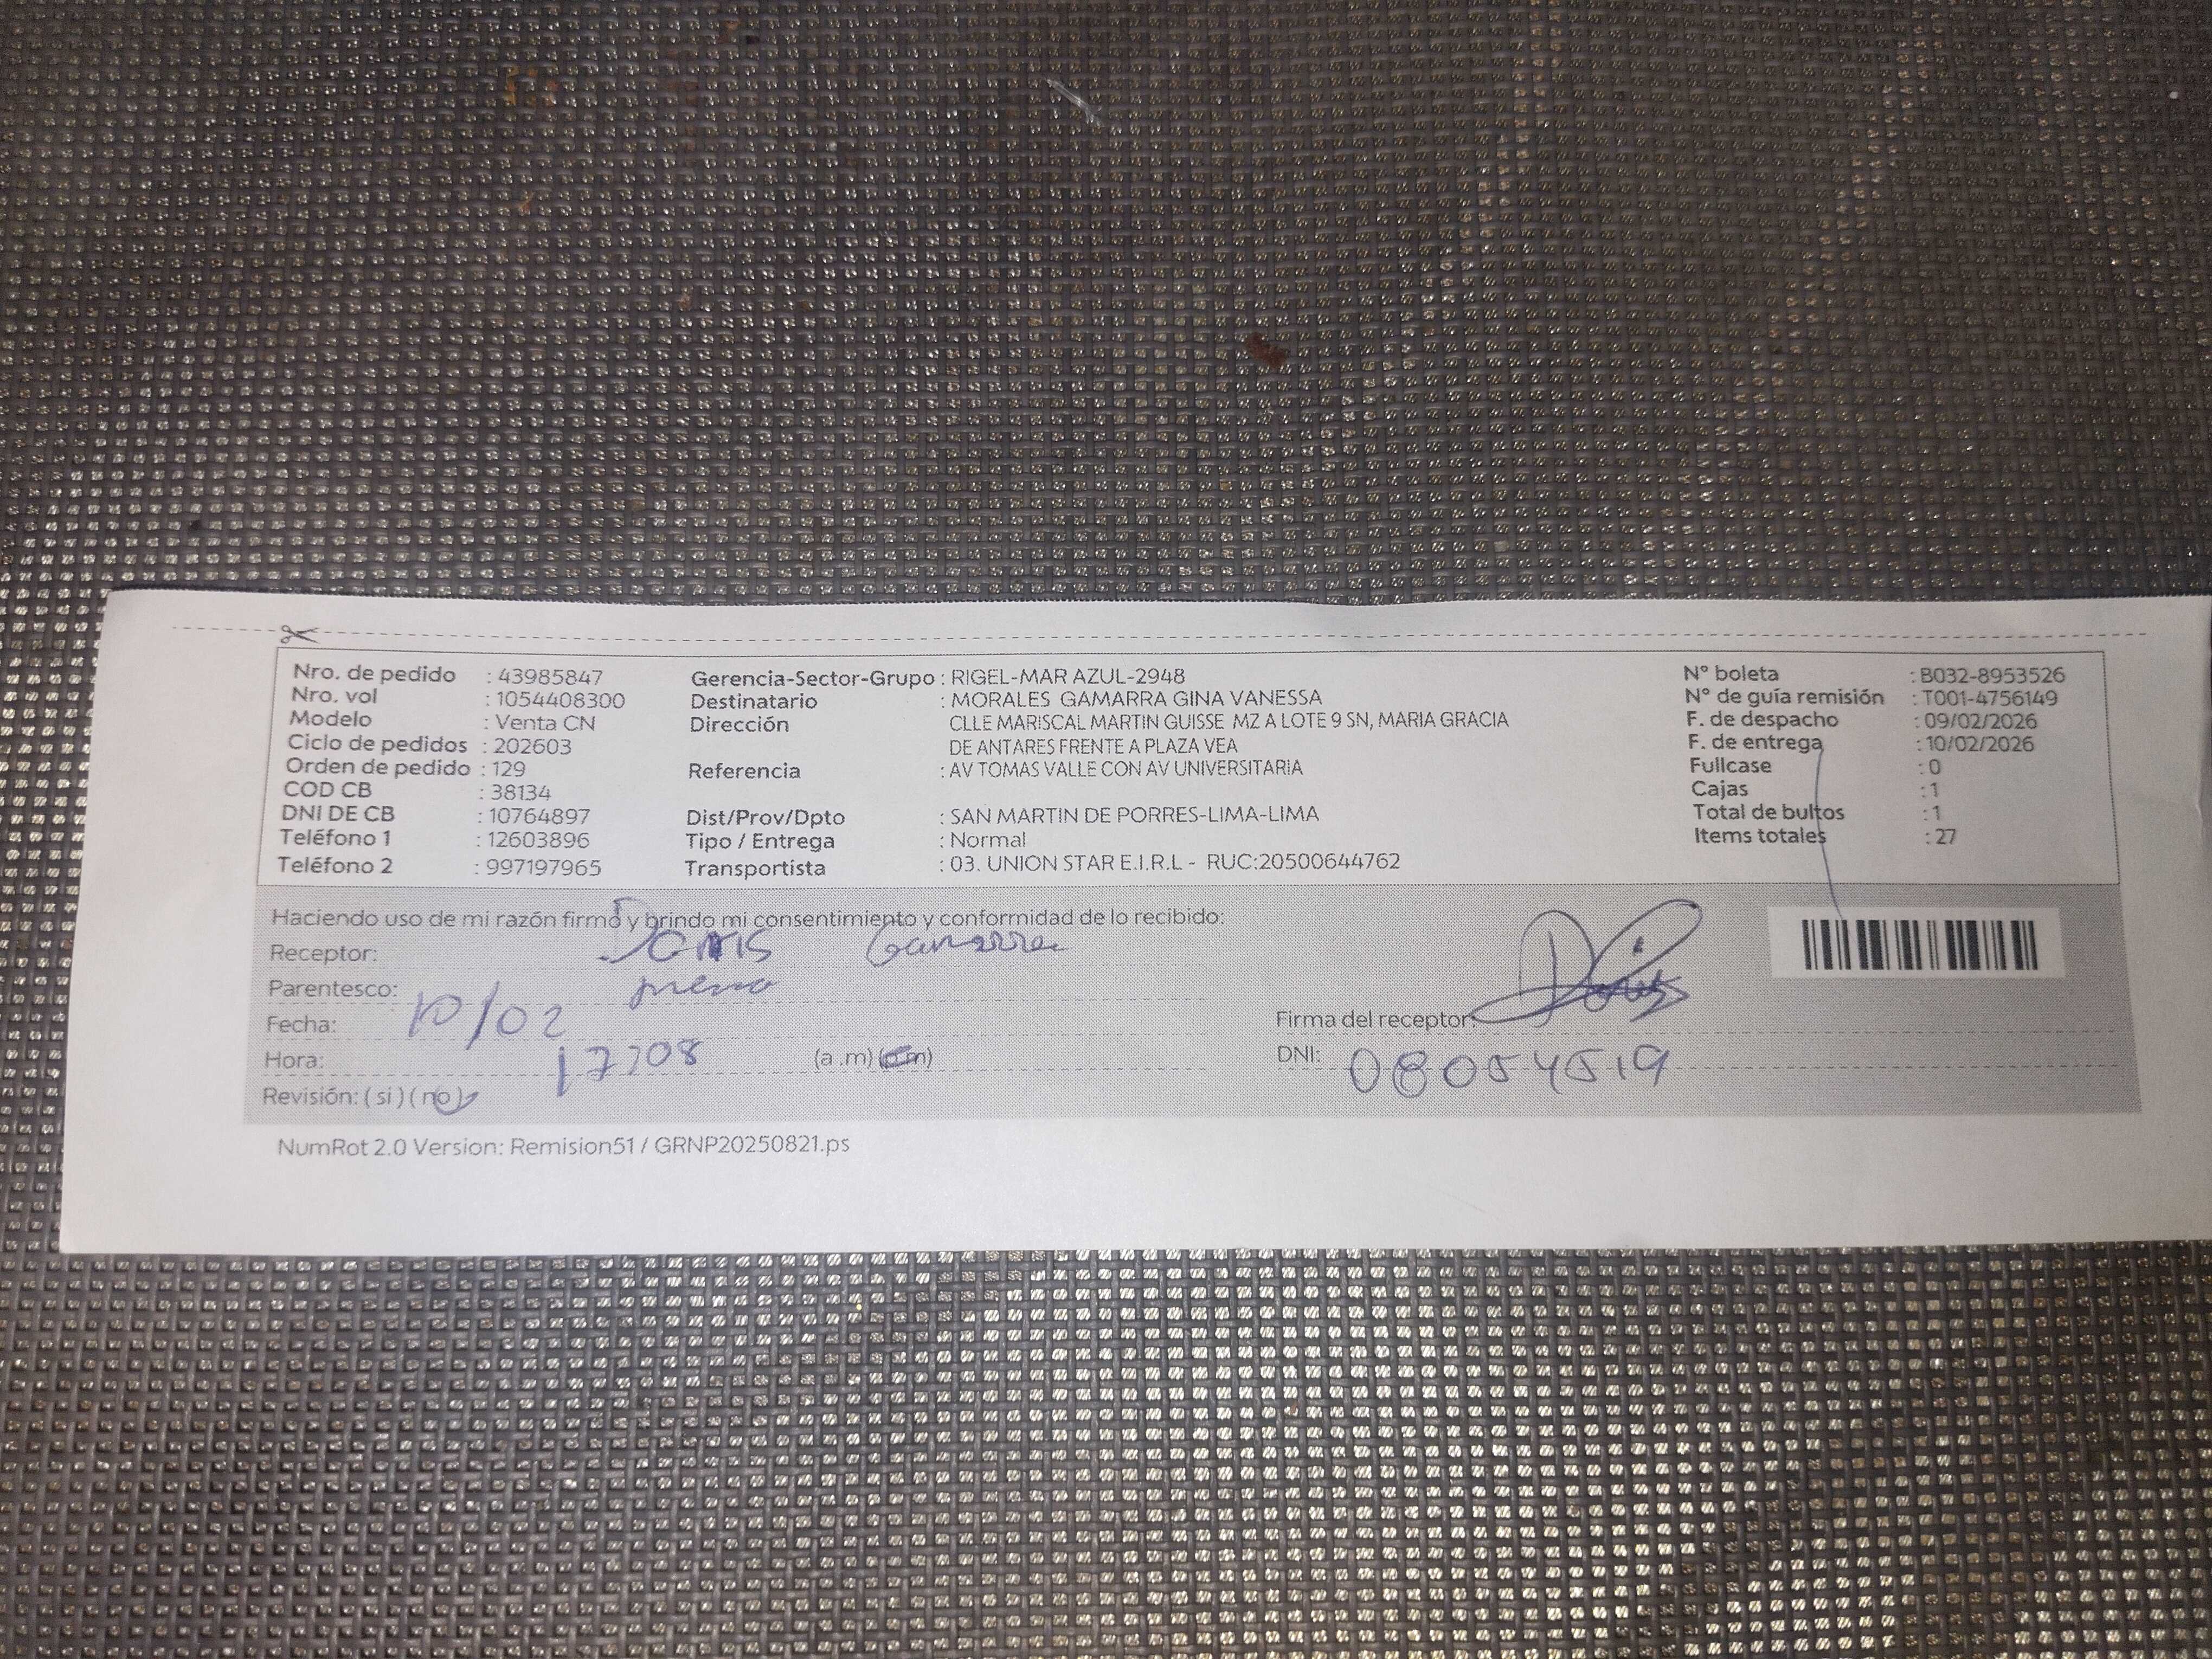 Nro. de pedido : 43985847 Gerencia-Sector-Grupo : RIGEL-MAR AZUL-2948 N° boleta : B032-8953526
Nro. vol : 1054408300 Destinatario : MORALES GAMARRA GINA VANESSA N° de guía remisión : T001-4756149
Modelo : Venta CN Dirección CLLE MARISCAL MARTIN GUISSE MZ A LOTE 9 SN, MARIA GRACIA F. de despacho : 09/02/2026
Ciclo de pedidos : 202603 DE ANTARES FRENTE A PLAZA VEA F. de entrega : 10/02/2026
Orden de pedido : 129 Referencia : AV TOMAS VALLE CON AV UNIVERSITARIA Fullcase : 0
COD CB : 38134 Cajas : 1
DNI DE CB : 10764897 Dist/Prov/Dpto : SAN MARTIN DE PORRES-LIMA-LIMA Total de bultos : 1
Teléfono 1 : 12603896 Tipo / Entrega : Normal Items totales : 27
Teléfono 2 : 997197965 Transportista : 03. UNION STAR E.I.R.L - RUC:20500644762
Haciendo uso de mi razón firmo y brindo mi consentimiento y conformidad de lo recibido:
Receptor: Gamarra
Parentesco:
Fecha: 10/02 Firma del receptor:
Hora: (a.m) (p.m) DNI: 08054519
Revisión: (si) (no)
NumRot 2.0 Version: Remision51 / GRNP20250821.ps